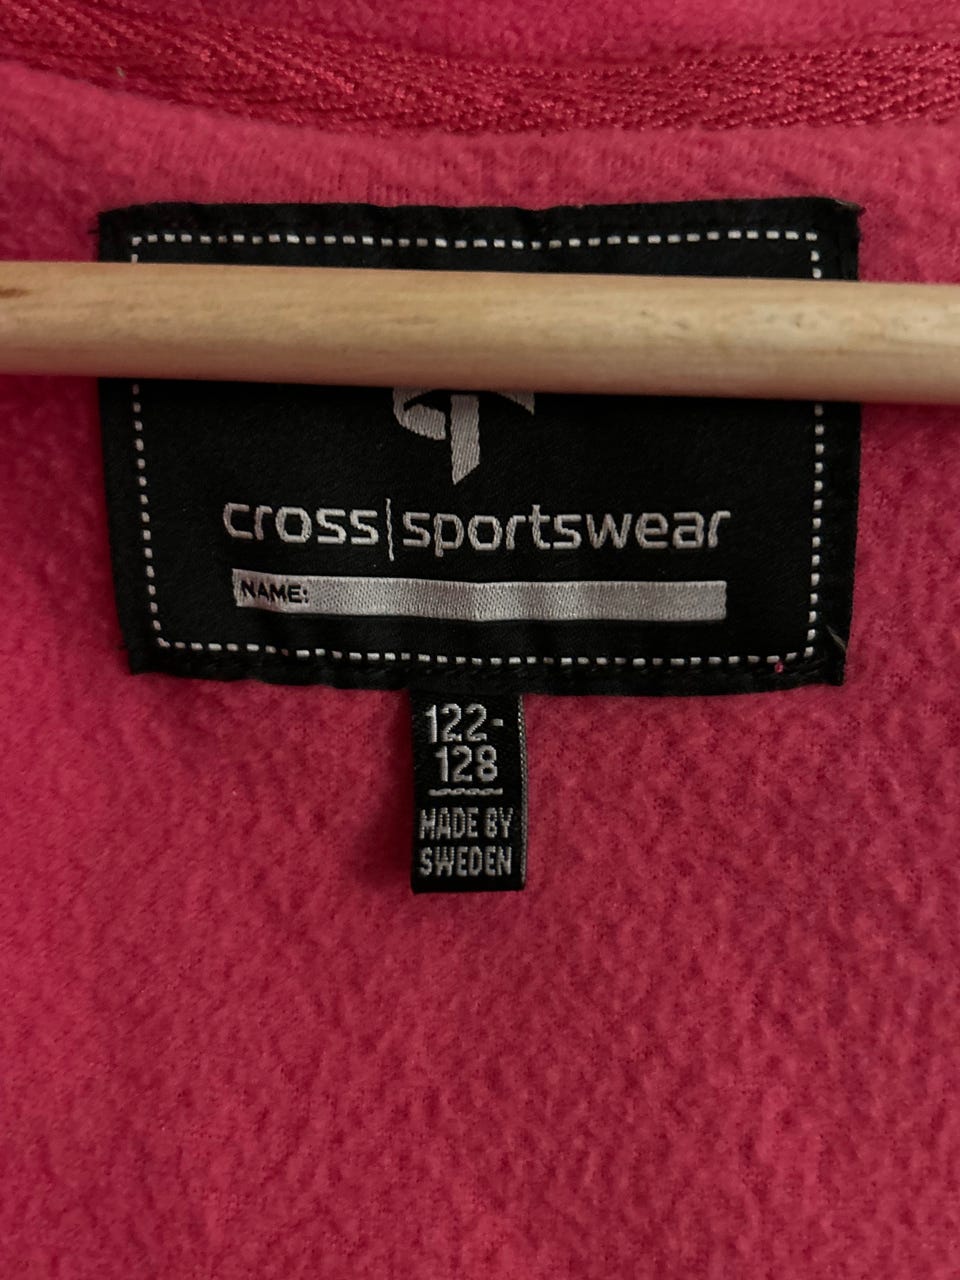 cross|sportswear
NAME:
122-
128
MADE BY
SWEDEN